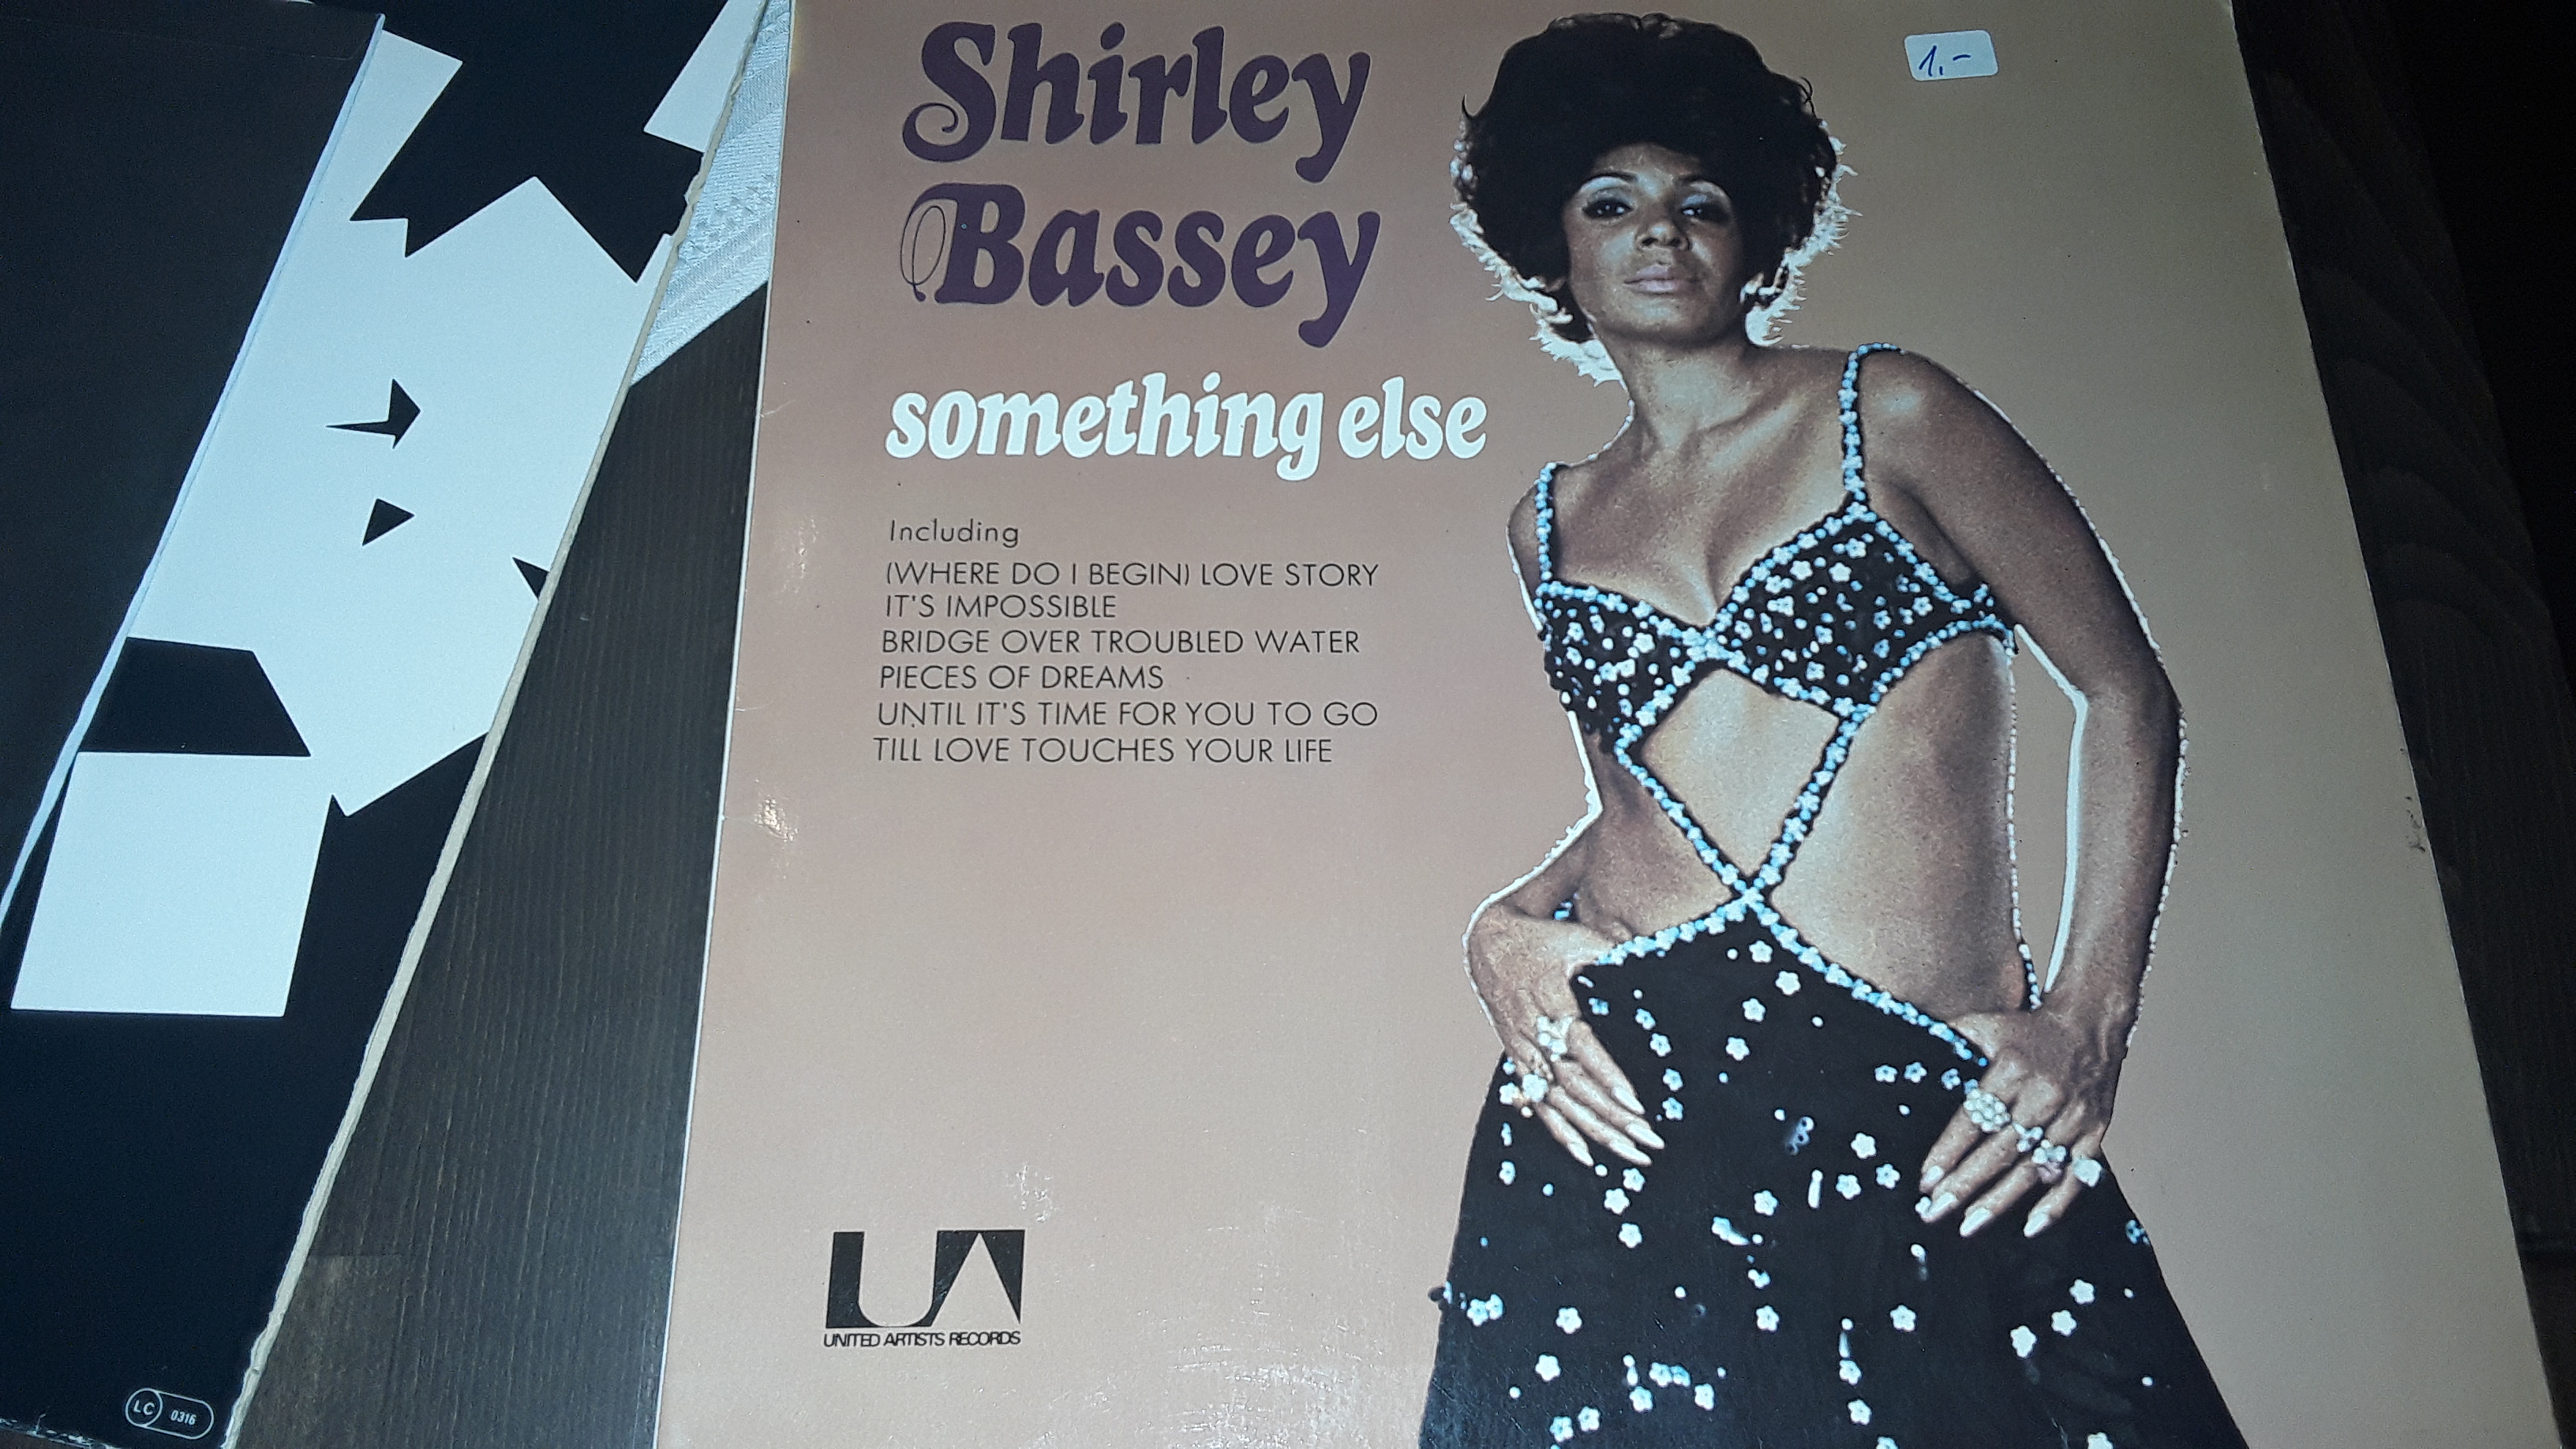 Shirley
Bassey
something else
1,-
Including
(WHERE DO I BEGIN) LOVE STORY
IT'S IMPOSSIBLE
BRIDGE OVER TROUBLED WATER
PIECES OF DREAMS
UNTIL IT'S TIME FOR YOU TO GO
TILL LOVE TOUCHES YOUR LIFE
UA
UNITED ARTISTS RECORDS
LC 0316